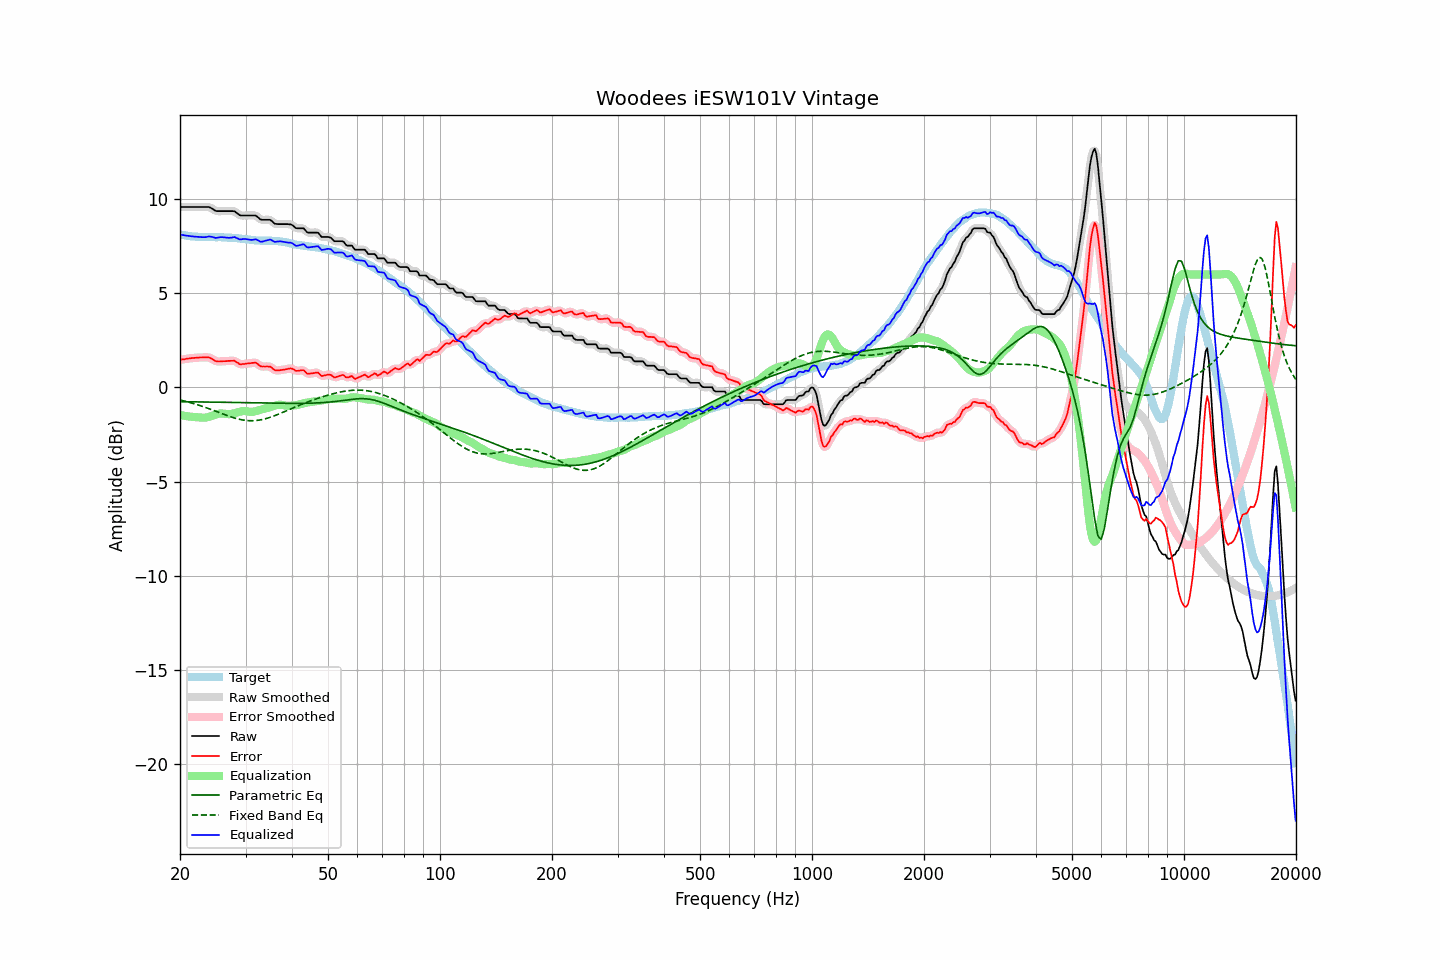 Woodees iESW101V Vintage
Amplitude (dBr)
10
5
0
−5
−10
−15
−20
Target
Raw Smoothed
Error Smoothed
Raw
Error
Equalization
Parametric Eq
Fixed Band Eq
Equalized
20 50 100 200 500 1000 2000 5000 10000 20000
Frequency (Hz)